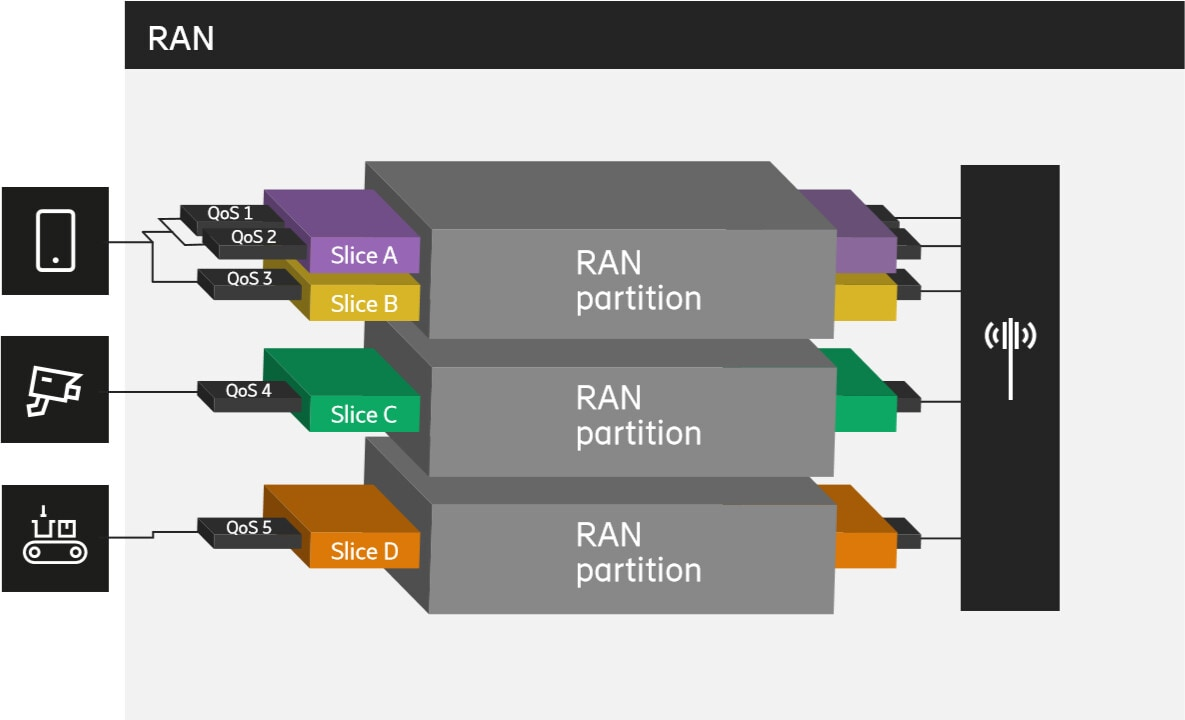 RAN
QoS 1
QoS 2
Slice A
QoS 3
Slice B
RAN
partition
QoS 4
Slice C
RAN
partition
QoS 5
Slice D
RAN
partition